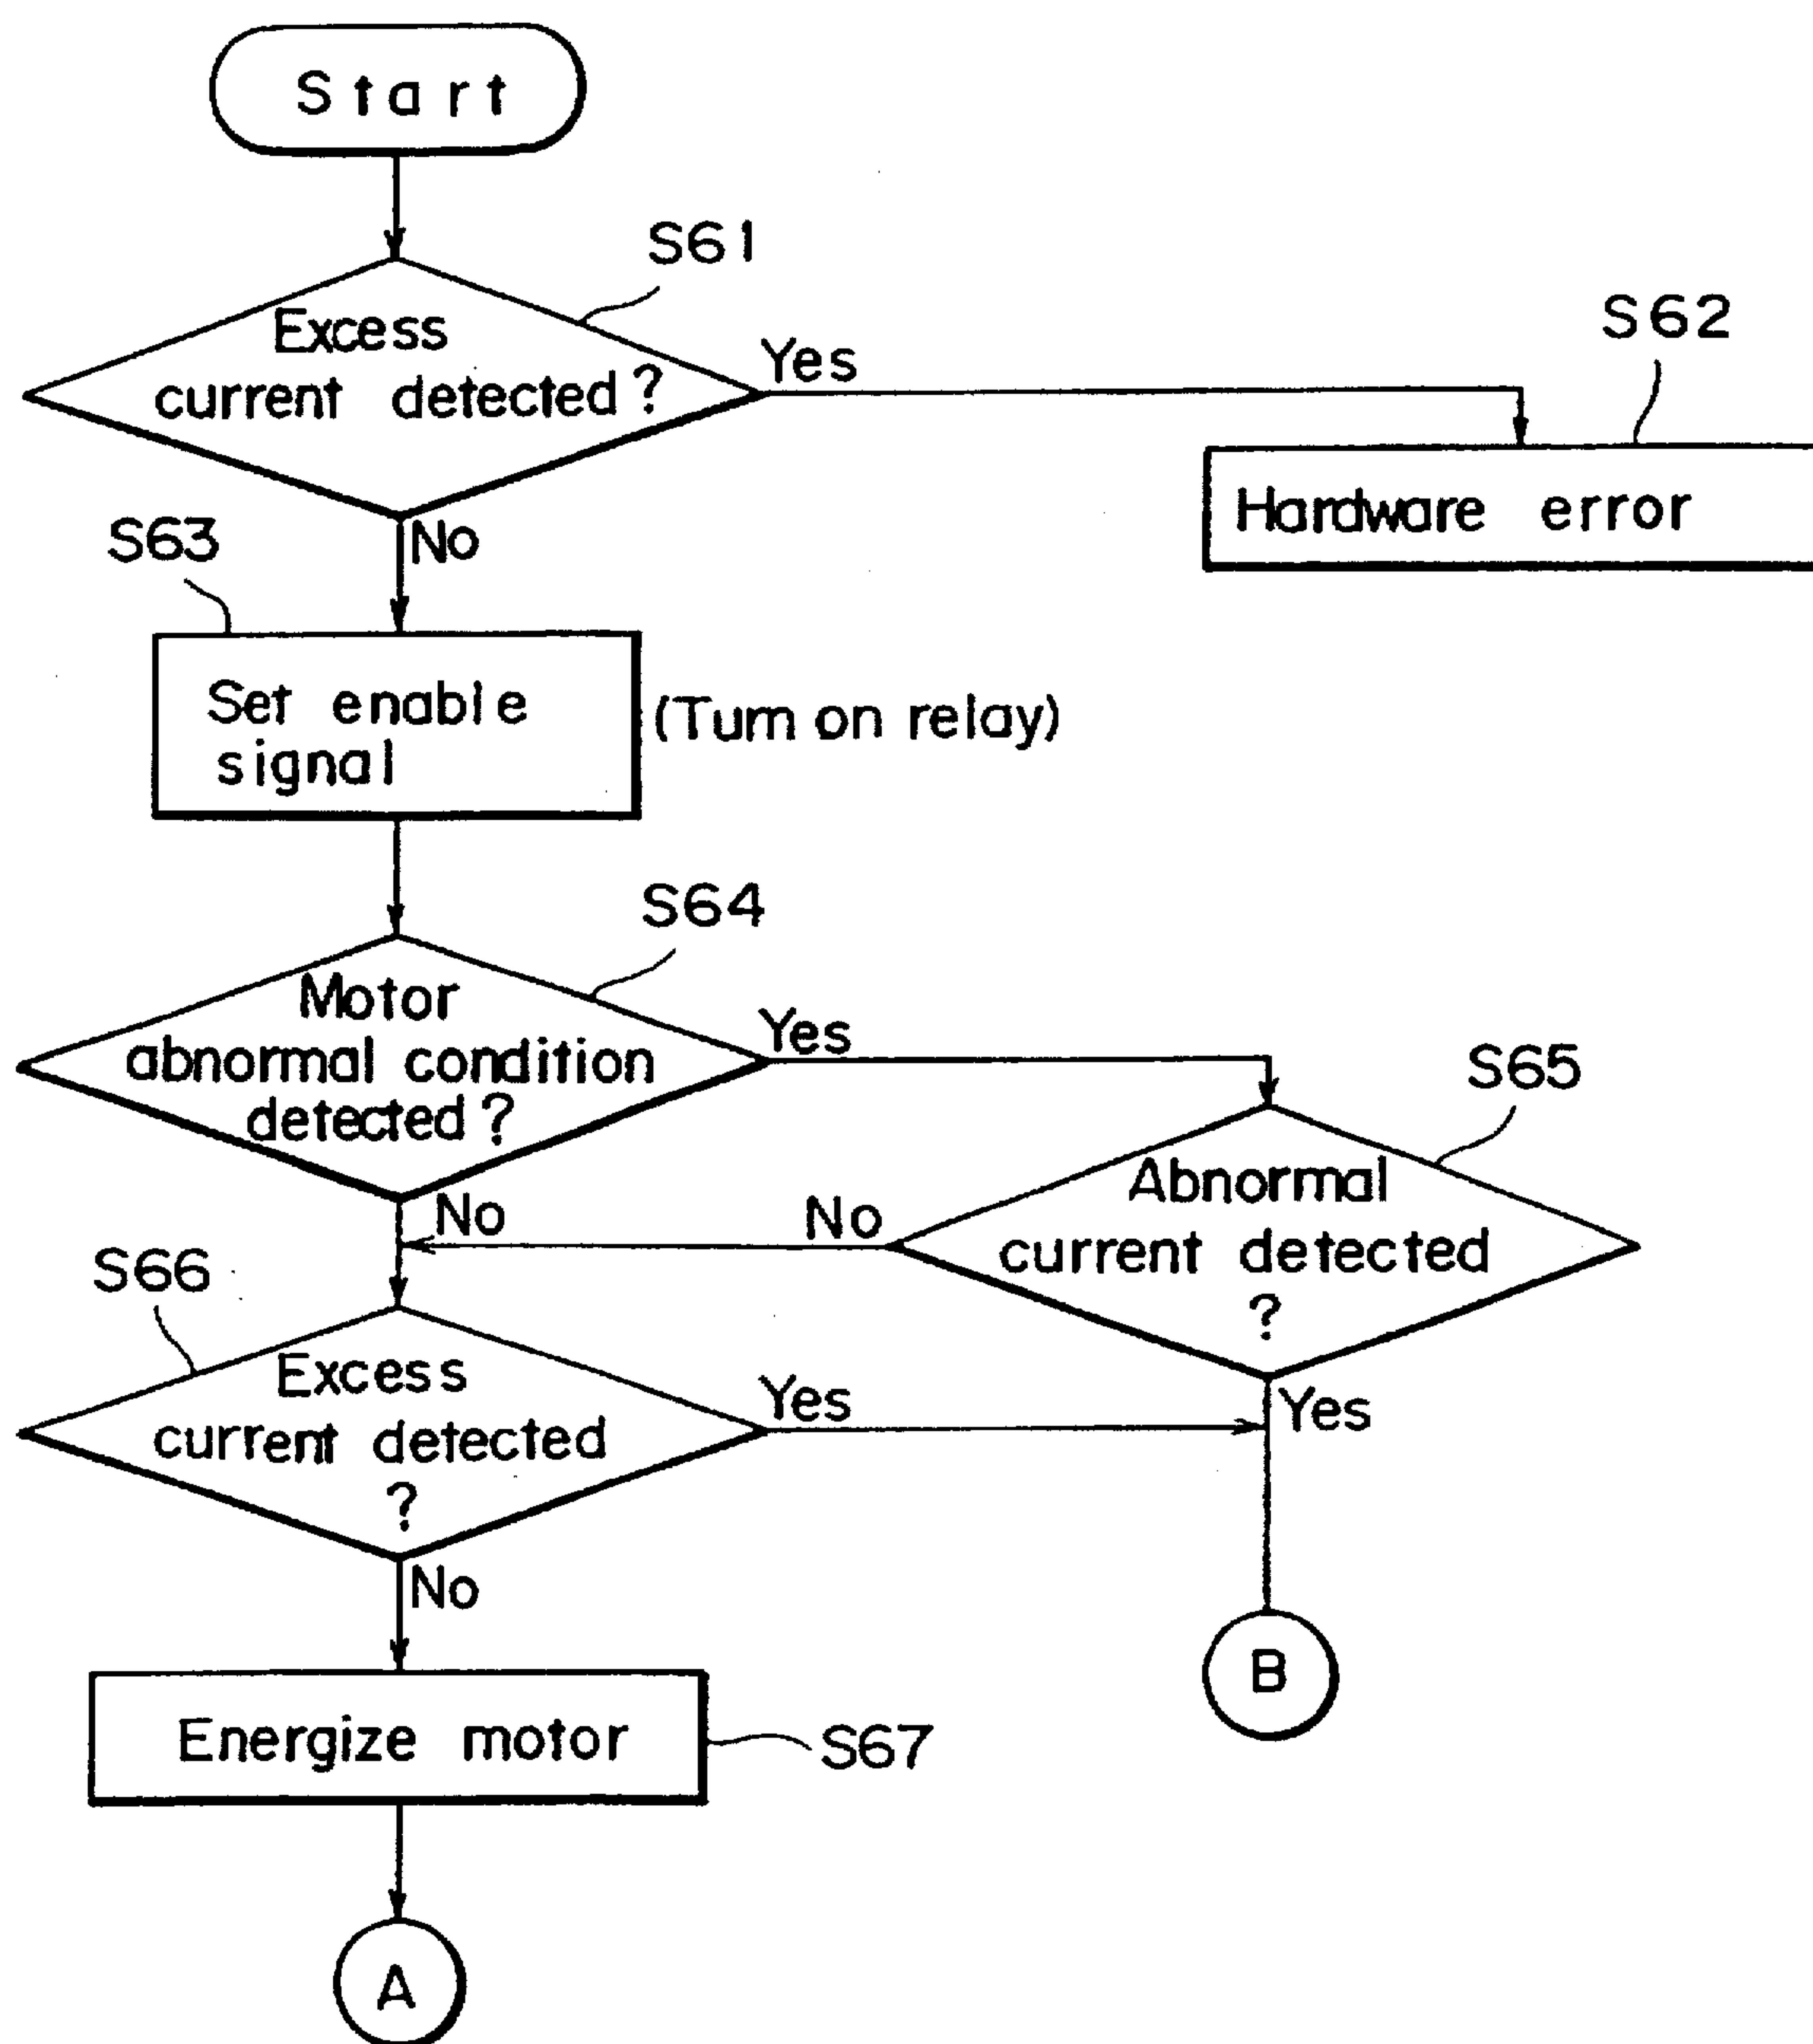 Start
S61
Excess
current detected?
Yes
S62
Hardware error
No
S63
Set enable
signal
(Turn on relay)
S64
Motor
abnormal condition
detected?
Yes
S65
Abnormal
current detected
?
No
No
Yes
S66
Excess
current detected
?
Yes
No
B
Energize motor
S67
A